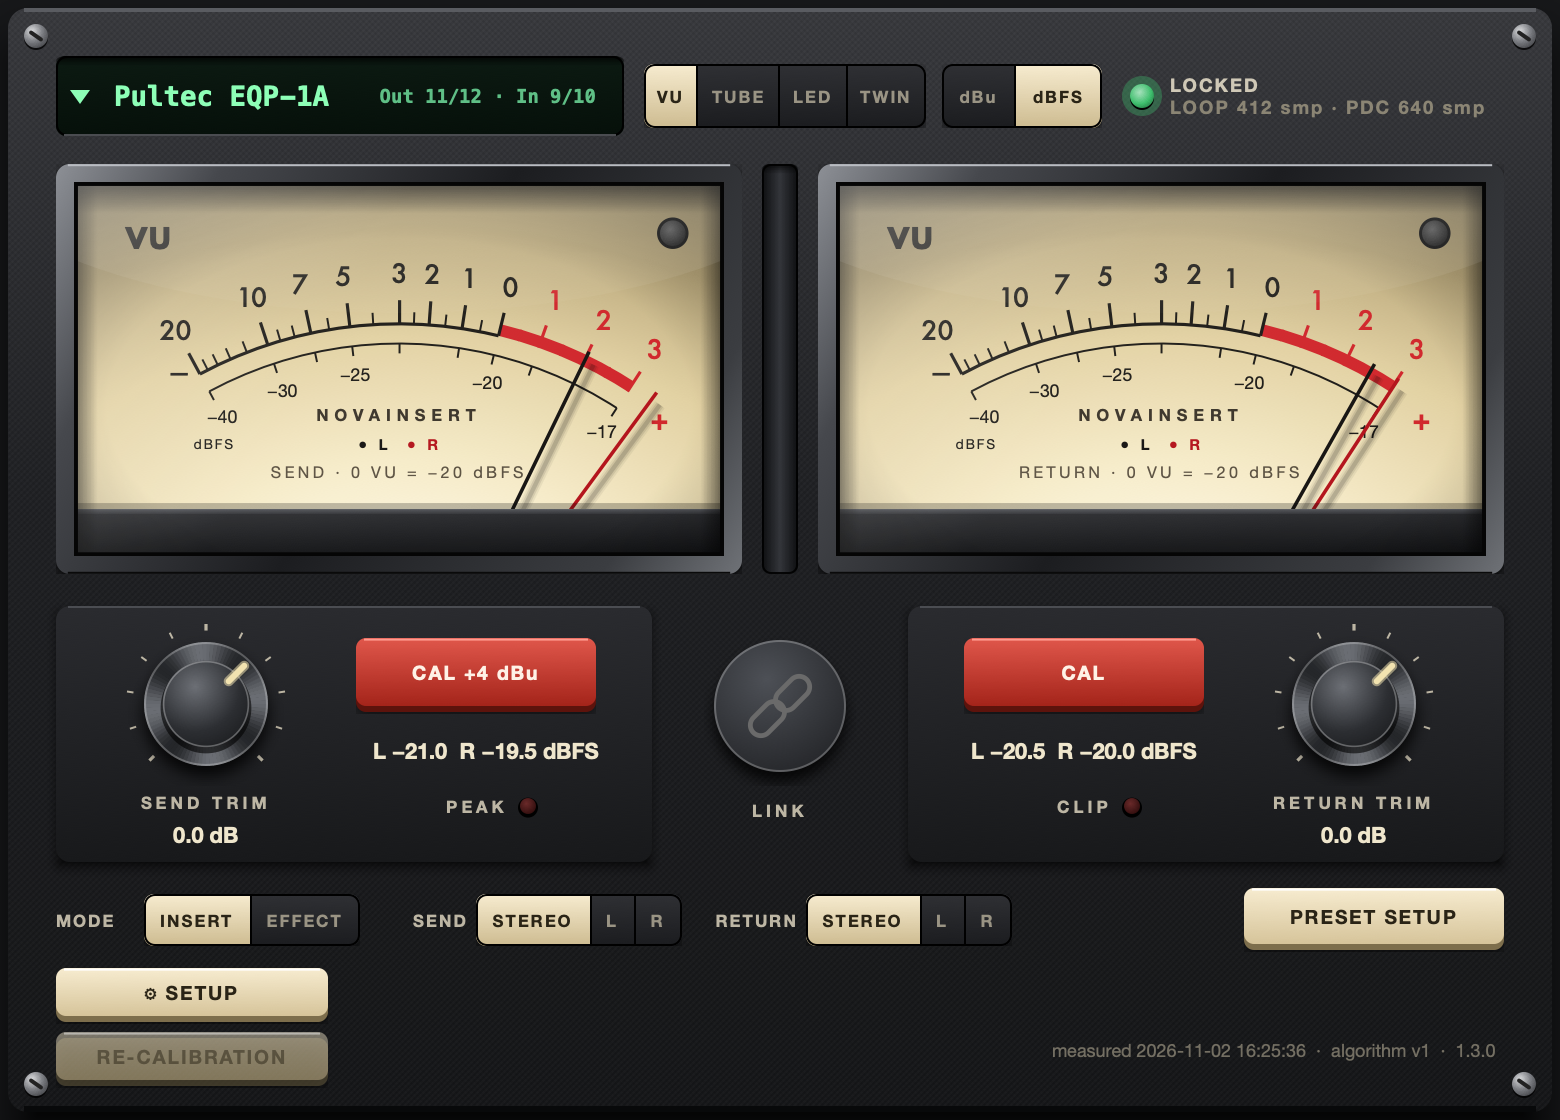 Pultec EQP-1A Out 11/12 · In 9/10
VU TUBE LED TWIN
dBu dBFS
LOCKED
LOOP 412 smp · PDC 640 smp
VU
20 10 7 5 3 2 1 0 1 2 3
− +
−40 −30 −25 −20 −17
dBFS
NOVAINSERT
• L • R
SEND · 0 VU = −20 dBFS
VU
20 10 7 5 3 2 1 0 1 2 3
− +
−40 −30 −25 −20 −17
dBFS
NOVAINSERT
• L • R
RETURN · 0 VU = −20 dBFS
SEND TRIM
0.0 dB
CAL +4 dBu
L −21.0 R −19.5 dBFS
PEAK
LINK
CAL
L −20.5 R −20.0 dBFS
CLIP
RETURN TRIM
0.0 dB
MODE INSERT EFFECT
SEND STEREO L R
RETURN STEREO L R
PRESET SETUP
⚙ SETUP
RE-CALIBRATION
measured 2026-11-02 16:25:36 · algorithm v1 · 1.3.0